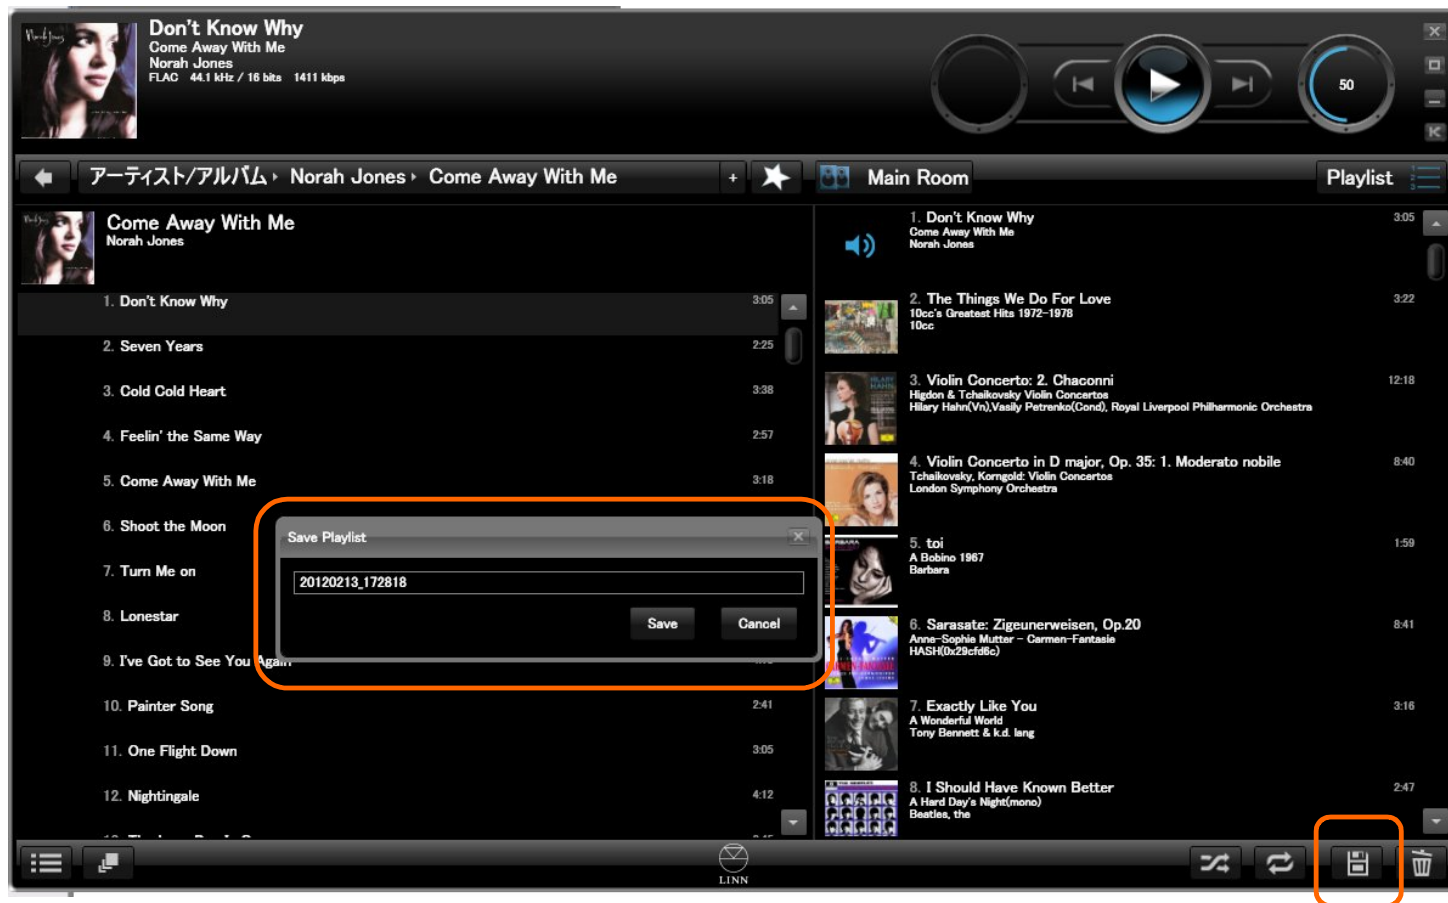 Don't Know Why
Come Away With Me
Norah Jones
FLAC 44.1 kHz / 16 bits 1411 kbps
50
アーティスト/アルバム Norah Jones Come Away With Me
+
Main Room
Playlist
Come Away With Me
Norah Jones
1. Don't Know Why 3:05
2. Seven Years 2:25
3. Cold Cold Heart 3:38
4. Feelin' the Same Way 2:57
5. Come Away With Me 3:18
6. Shoot the Moon
7. Turn Me on
8. Lonestar
9. I've Got to See You Again
10. Painter Song 2:41
11. One Flight Down 3:05
12. Nightingale 4:12
Save Playlist
20120213_172818
Save Cancel
1. Don't Know Why 3:05
Come Away With Me
Norah Jones
2. The Things We Do For Love 3:22
10cc's Greatest Hits 1972-1978
10cc
3. Violin Concerto: 2. Chaconni 12:18
Higdon & Tchaikovsky Violin Concertos
Hilary Hahn(Vn),Vasily Petrenko(Cond), Royal Liverpool Philharmonic Orchestra
4. Violin Concerto in D major, Op. 35: 1. Moderato nobile 8:40
Tchaikovsky, Korngold: Violin Concertos
London Symphony Orchestra
5. toi 1:59
A Bobino 1967
Barbara
6. Sarasate: Zigeunerweisen, Op.20 8:41
Anne-Sophie Mutter - Carmen-Fantasie
HASH(0x29cfd6c)
7. Exactly Like You 3:16
A Wonderful World
Tony Bennett & k.d. lang
8. I Should Have Known Better 2:47
A Hard Day's Night(mono)
Beatles, the
LINN